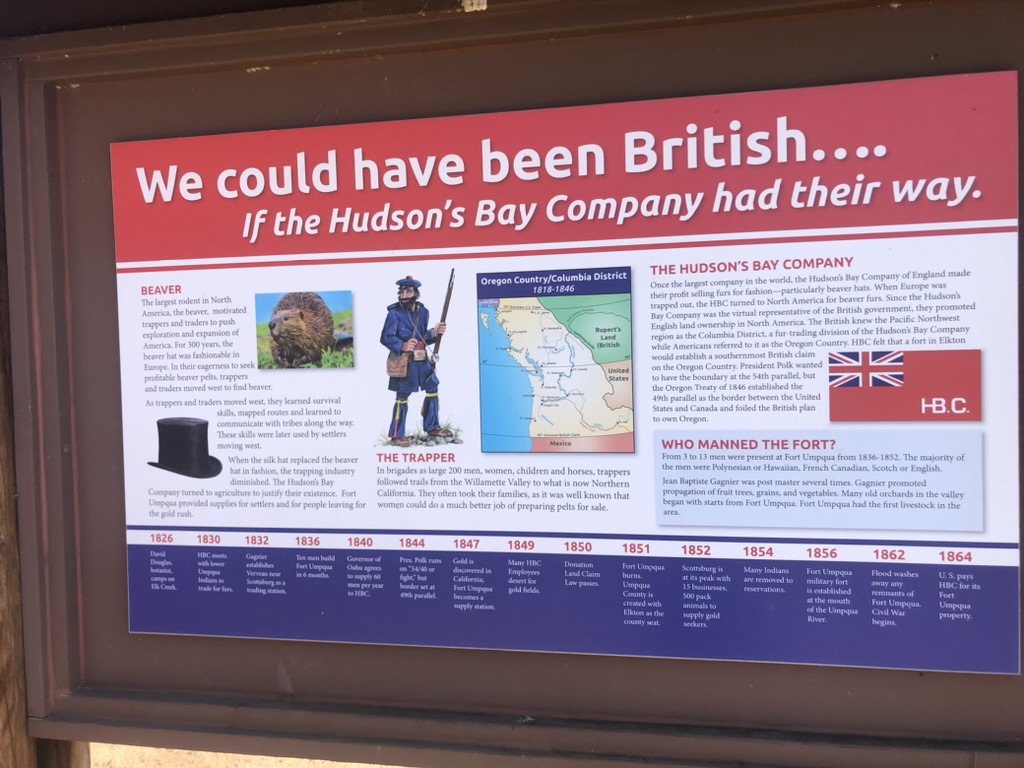 We could have been British....
If the Hudson's Bay Company had their way.
BEAVER
The largest rodent in North
America, the beaver, motivated
trappers and traders to push
exploration and expansion of
America. For 300 years, the
beaver hat was fashionable in
Europe. In their eagerness to seek
profitable beaver pelts, trappers
and traders moved west to find beaver.
As trappers and traders moved west, they learned survival
skills, mapped routes and learned to
communicate with tribes along the way.
These skills were later used by settlers
moving west.
When the silk hat replaced the beaver
hat in fashion, the trapping industry
diminished. The Hudson's Bay
Company turned to agriculture to justify their existence. Fort
Umpqua provided supplies for settlers and for people leaving for
the gold rush.
THE TRAPPER
In brigades as large 200 men, women, children and horses, trappers
followed trails from the Willamette Valley to what is now Northern
California. They often took their families, as it was well known that
women could do a much better job of preparing pelts for sale.
Oregon Country/Columbia District
1818-1846
Rupert's
Land
(British
United
States
Mexico
THE HUDSON'S BAY COMPANY
Once the largest company in the world, the Hudson's Bay Company of England made
their profit selling furs for fashion—particularly beaver hats. When Europe was
trapped out, the HBC turned to North America for beaver furs. Since the Hudson's
Bay Company was the virtual representative of the British government, they promoted
English land ownership in North America. The British knew the Pacific Northwest
region as the Columbia District, a fur-trading division of the Hudson's Bay Company
while Americans referred to it as the Oregon Country. HBC felt that a fort in Elkton
would establish a southernmost British claim
on the Oregon Country. President Polk wanted
to have the boundary at the 54th parallel, but
the Oregon Treaty of 1846 established the
49th parallel as the border between the United
States and Canada and foiled the British plan
to own Oregon.
H.B.C.
WHO MANNED THE FORT?
From 3 to 13 men were present at Fort Umpqua from 1836-1852. The majority of
the men were Polynesian or Hawaiian, French Canadian, Scotch or English.
Jean Baptiste Gagnier was post master several times. Gagnier promoted
propagation of fruit trees, grains, and vegetables. Many old orchards in the valley
began with starts from Fort Umpqua. Fort Umpqua had the first livestock in the
area.
1826
David
Douglas,
botanist,
camps on
Elk Creek.
1830
HBC meets
with lower
Umpqua
Indians to
trade for furs.
1832
Gagnier
establishes
Verveau near
Scottsburg as a
trading station.
1836
Ten men build
Fort Umpqua
in 6 months.
1840
Governor of
Oahu agrees
to supply 60
men per year
to HBC.
1844
Pres. Polk runs
on "54/40 or
fight," but
border set at
49th parallel.
1847
Gold is
discovered in
California;
Fort Umpqua
becomes a
supply station.
1849
Many HBC
Employees
desert for
gold fields.
1850
Donation
Land Claim
Law passes.
1851
Fort Umpqua
burns.
Umpqua
County is
created with
Elkton as the
county seat.
1852
Scottsburg is
at its peak with
15 businesses,
500 pack
animals to
supply gold
seekers.
1854
Many Indians
are removed to
reservations.
1856
Fort Umpqua
military fort
is established
at the mouth
of the Umpqua
River.
1862
Flood washes
away any
remnants of
Fort Umpqua.
Civil War
begins.
1864
U. S. pays
HBC for its
Fort
Umpqua
property.